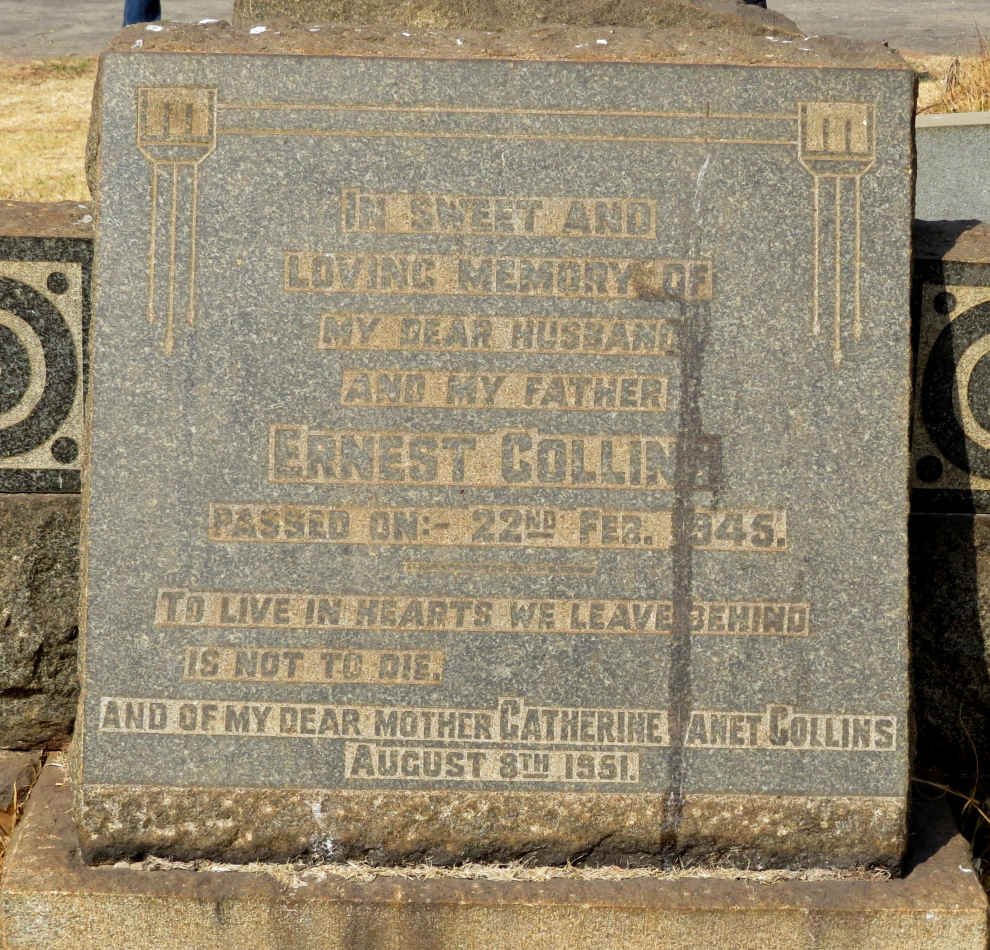 IN SWEET AND
LOVING MEMORY OF
MY DEAR HUSBAND
AND MY FATHER
ERNEST COLLINS
PASSED ON:- 22ND FEB. 1945.
TO LIVE IN HEARTS WE LEAVE BEHIND
IS NOT TO DIE.
AND OF MY DEAR MOTHER CATHERINE JANET COLLINS
AUGUST 8TH 1951.